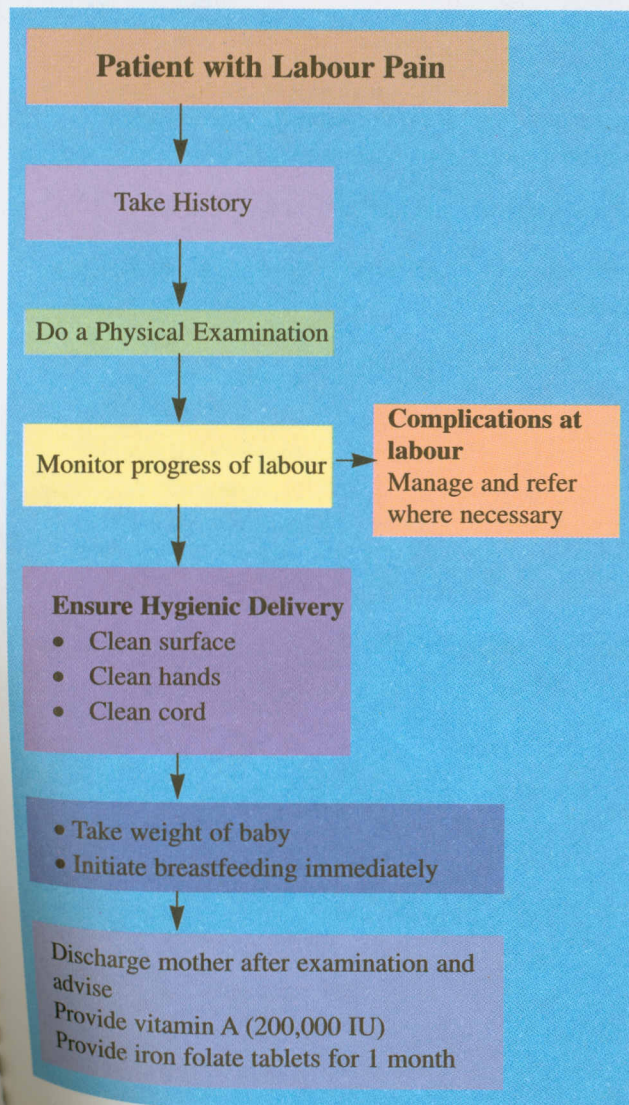 Patient with Labour Pain
Take History
Do a Physical Examination
Monitor progress of labour
Complications at
labour
Manage and refer
where necessary
Ensure Hygienic Delivery
• Clean surface
• Clean hands
• Clean cord
• Take weight of baby
• Initiate breastfeeding immediately
Discharge mother after examination and
advise
Provide vitamin A (200,000 IU)
Provide iron folate tablets for 1 month